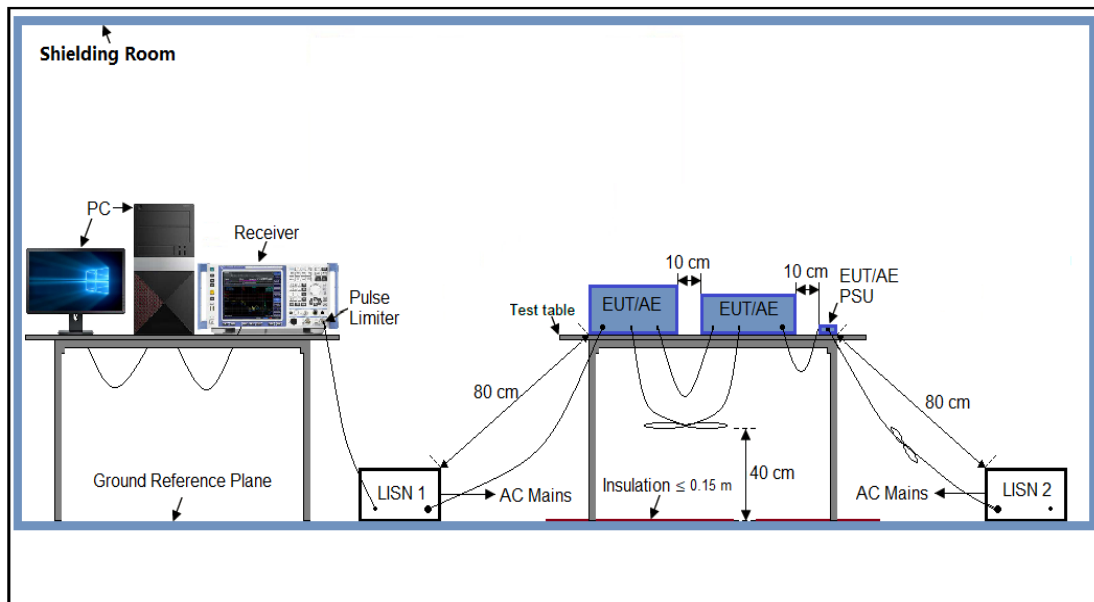 Shielding Room
PC
Receiver
Pulse
Limiter
10 cm
10 cm
EUT/AE
PSU
Test table
EUT/AE
EUT/AE
80 cm
80 cm
40 cm
Ground Reference Plane
LISN 1
AC Mains
Insulation ≤ 0.15 m
AC Mains
LISN 2